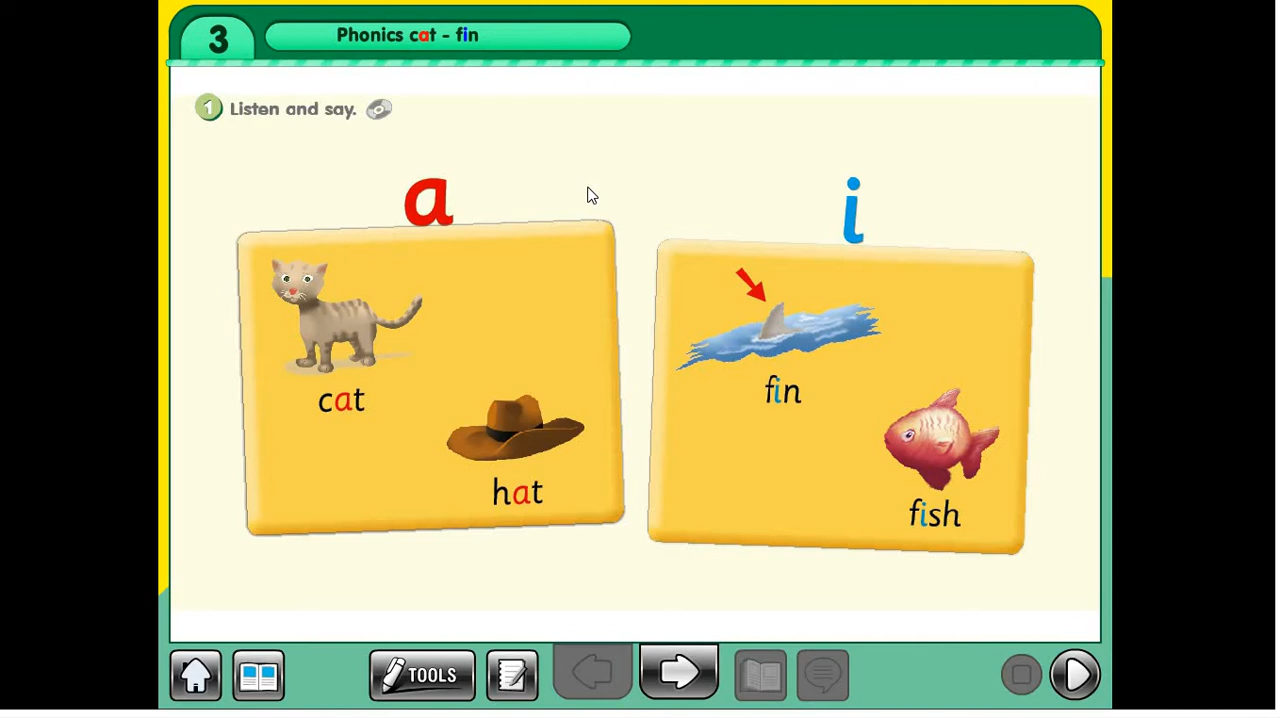 3
Phonics cat - fin
1 Listen and say.
a
i
cat
hat
fin
fish
TOOLS